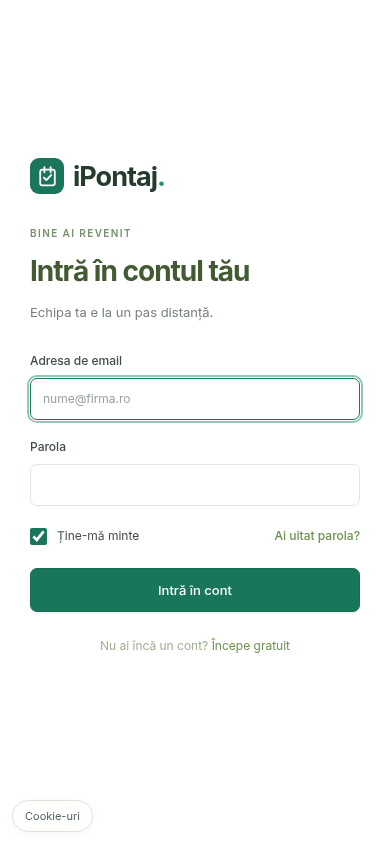 iPontaj.
BINE AI REVENIT
Intră în contul tău
Echipa ta e la un pas distanță.
Adresa de email
nume@firma.ro
Parola
Ține-mă minte
Ai uitat parola?
Intră în cont
Nu ai încă un cont? Începe gratuit
Cookie-uri